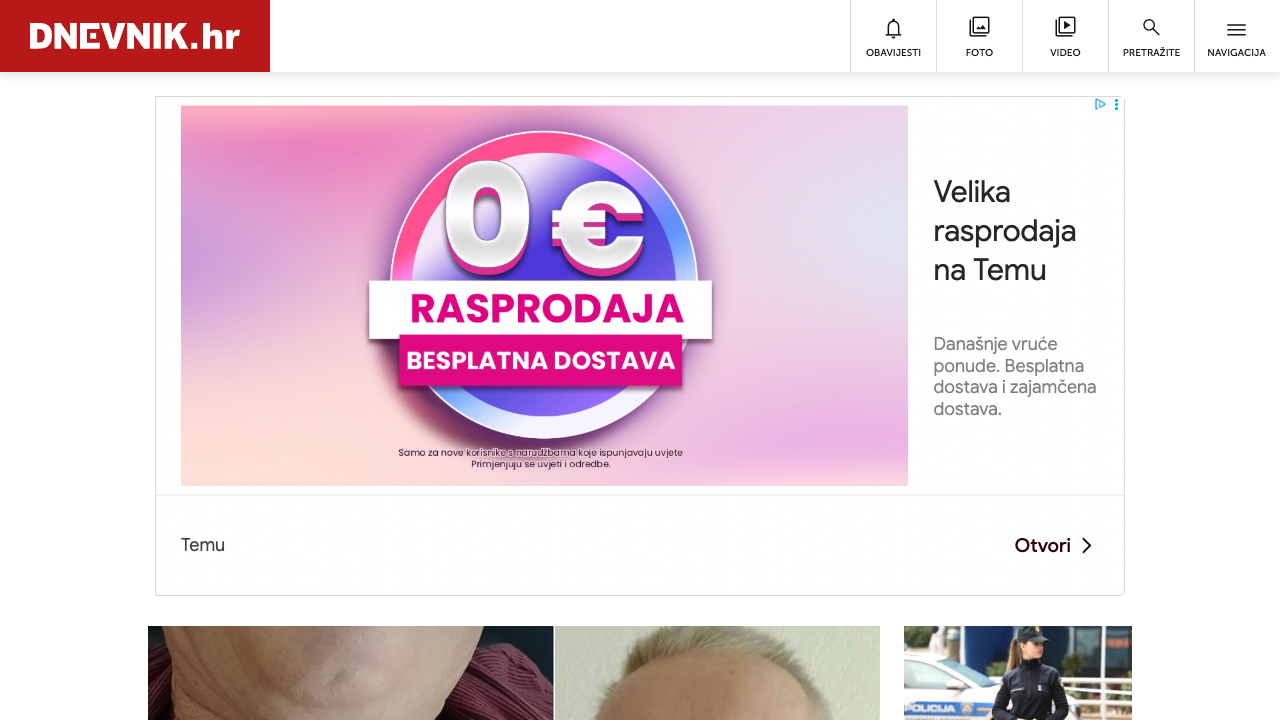 DNEVNIK.hr
OBAVIJESTI
FOTO
VIDEO
PRETRAŽITE
NAVIGACIJA
0 €
RASPRODAJA
BESPLATNA DOSTAVA
Samo za nove korisnike s narudžbama koje ispunjavaju uvjete
Primjenjuju se uvjeti i odredbe.
Velika
rasprodaja
na Temu
Današnje vruće
ponude. Besplatna
dostava i zajamčena
dostava.
Temu
Otvori
POLICIJA